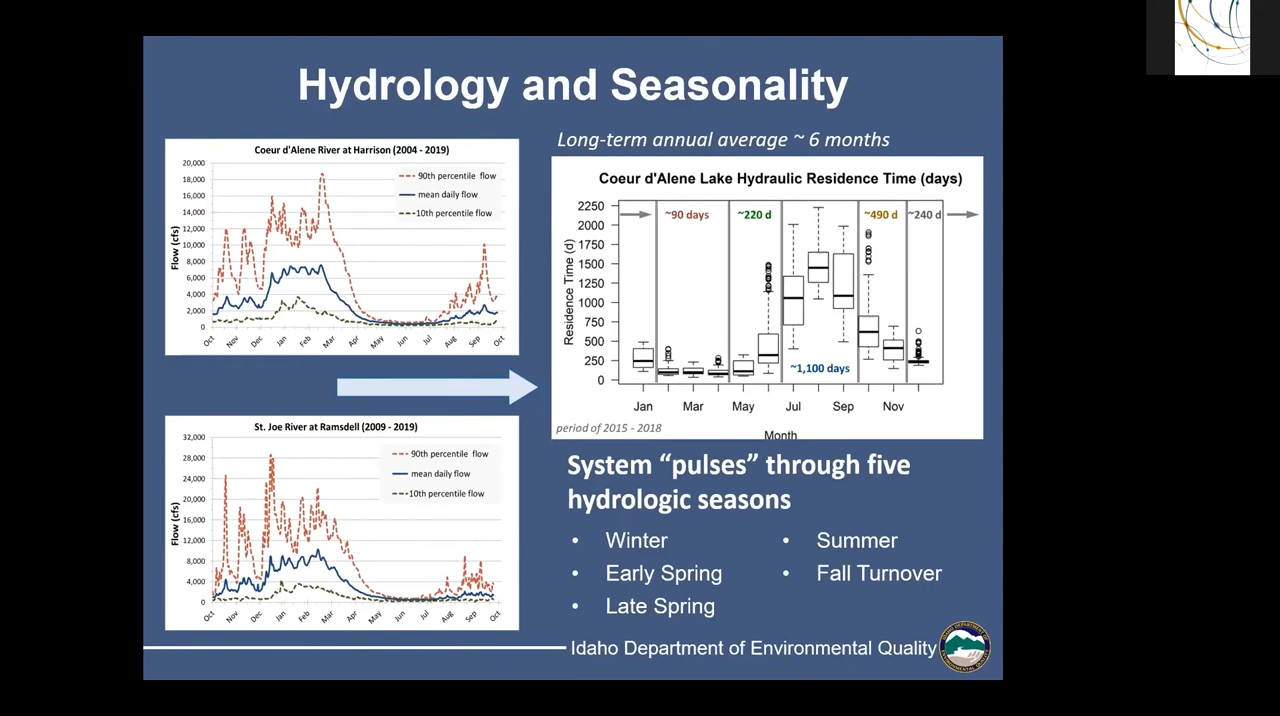 Hydrology and Seasonality
Coeur d'Alene River at Harrison (2004 - 2019)
20,000
18,000
16,000
14,000
12,000
10,000
8,000
6,000
4,000
2,000
0
Flow (cfs)
90th percentile flow
mean daily flow
10th percentile flow
Oct
Nov
Dec
Jan
Feb
Mar
Apr
May
Jun
Jul
Aug
Sep
Oct
St. Joe River at Ramsdell (2009 - 2019)
32,000
28,000
24,000
20,000
16,000
12,000
8,000
4,000
0
Flow (cfs)
90th percentile flow
mean daily flow
10th percentile flow
Oct
Nov
Dec
Jan
Feb
Mar
Apr
May
Jun
Jul
Aug
Sep
Oct
Long-term annual average ~ 6 months
Coeur d'Alene Lake Hydraulic Residence Time (days)
2250
2000
1750
1500
1250
1000
750
500
250
0
Residence Time (d)
~90 days
~220 d
~490 d
~240 d
~1,100 days
Jan
Mar
May
Jul
Sep
Nov
Month
period of 2015 - 2018
System “pulses” through five
hydrologic seasons
• Winter
• Early Spring
• Late Spring
• Summer
• Fall Turnover
Idaho Department of Environmental Quality